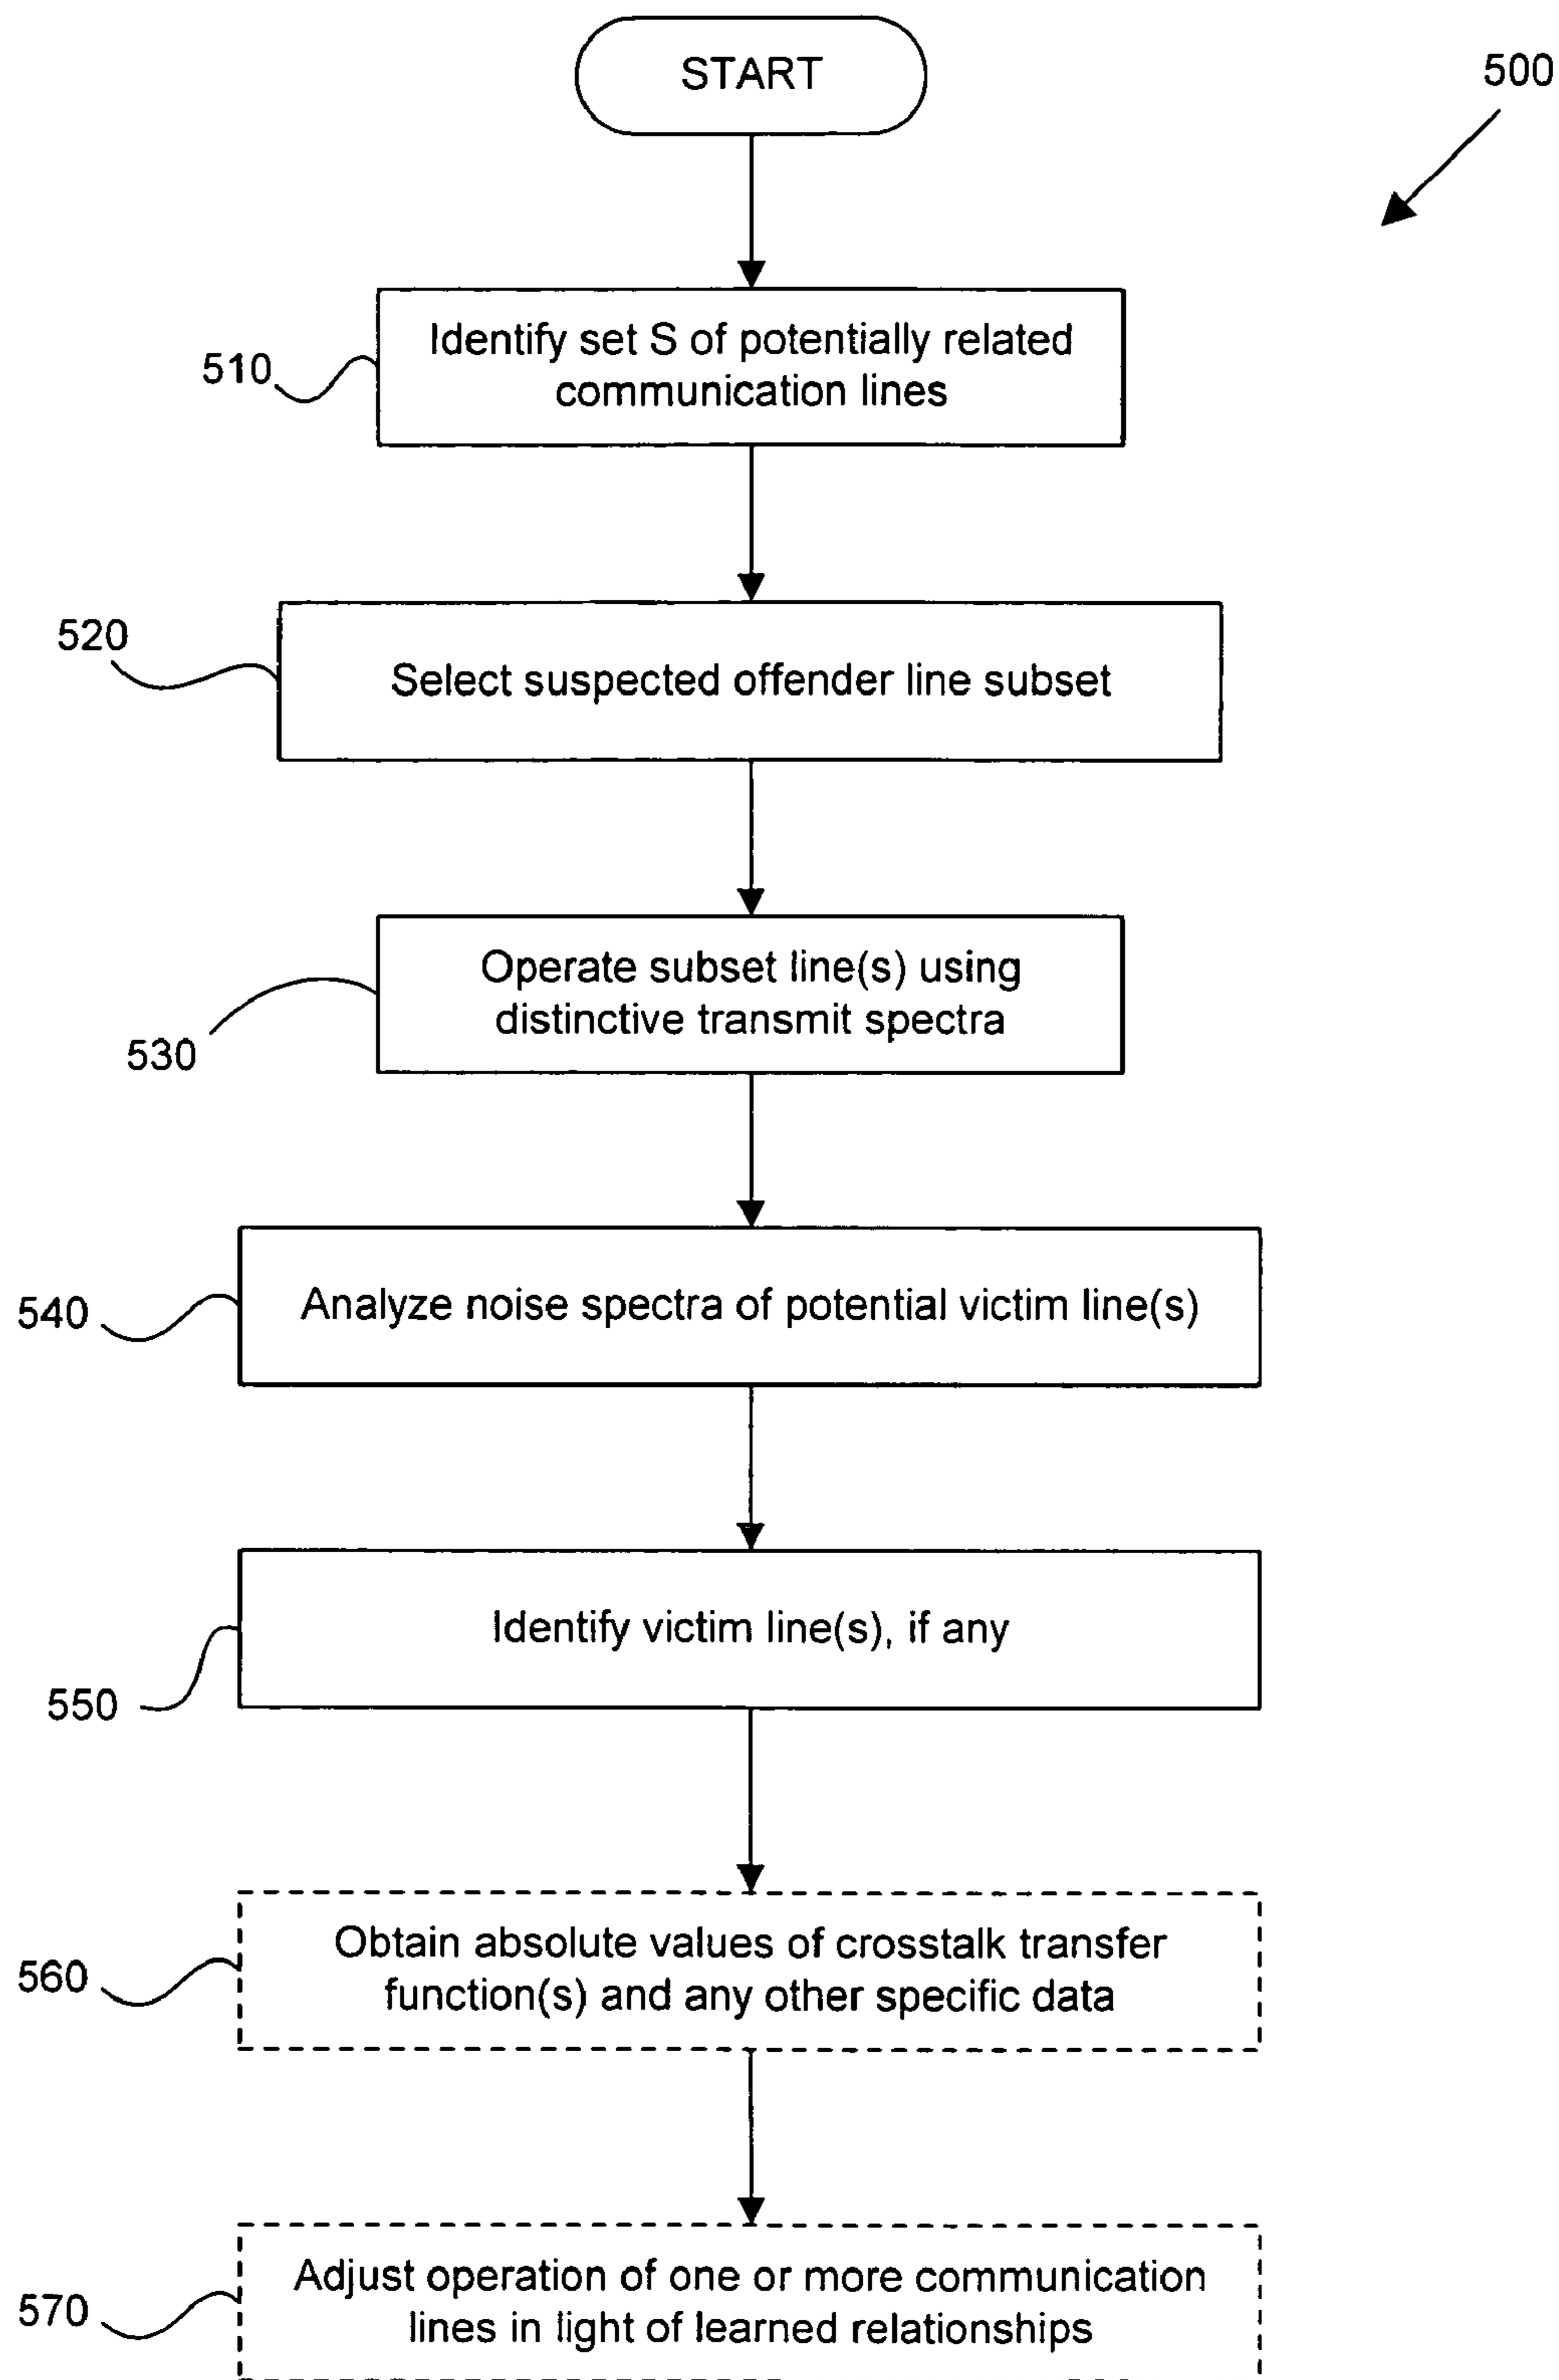 START
500
510
Identify set S of potentially related
communication lines
520
Select suspected offender line subset
530
Operate subset line(s) using
distinctive transmit spectra
540
Analyze noise spectra of potential victim line(s)
550
Identify victim line(s), if any
560
Obtain absolute values of crosstalk transfer
function(s) and any other specific data
570
Adjust operation of one or more communication
lines in light of learned relationships